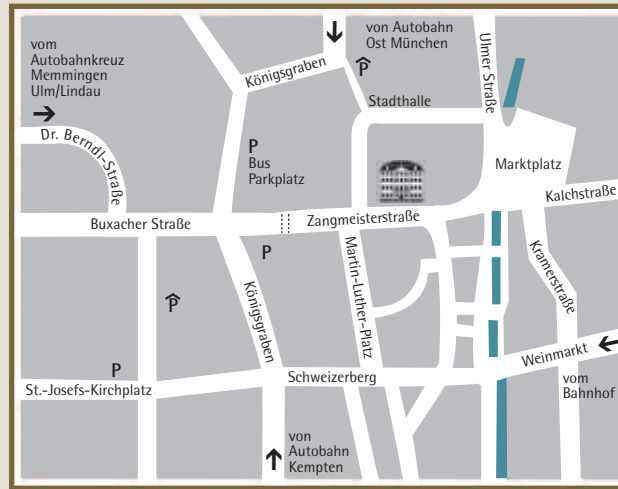 von Autobahn
Ost München
vom
Autobahnkreuz
Memmingen
Ulm/Lindau
Ulmer Straße
Königsgraben
P
Stadthalle
Dr. Berndl-Straße
P
Bus
Parkplatz
Marktplatz
Kalchstraße
Buxacher Straße
Zangmeisterstraße
P
Martin-Luther-Platz
Kramerstraße
Königsgraben
P
Weinmarkt
P
Schweizerberg
St.-Josefs-Kirchplatz
vom
Bahnhof
von
Autobahn
Kempten